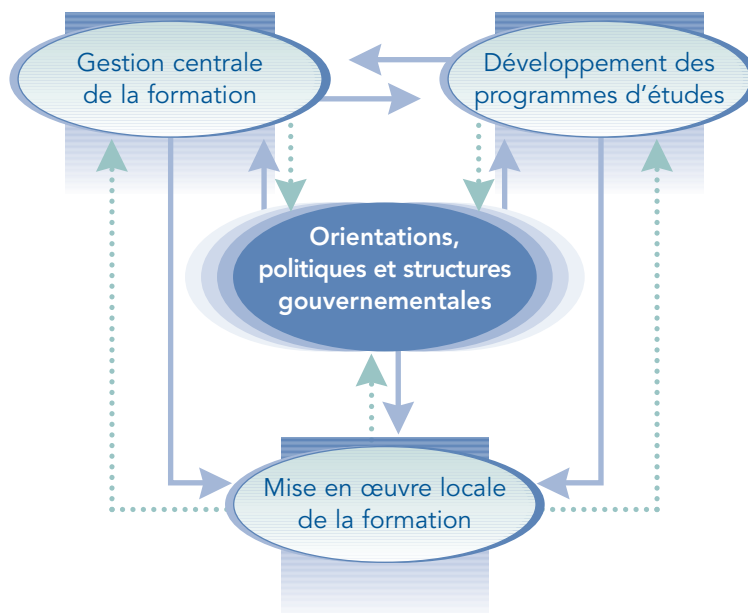 Gestion centrale
de la formation
Développement des
programmes d’études
Orientations,
politiques et structures
gouvernementales
Mise en œuvre locale
de la formation